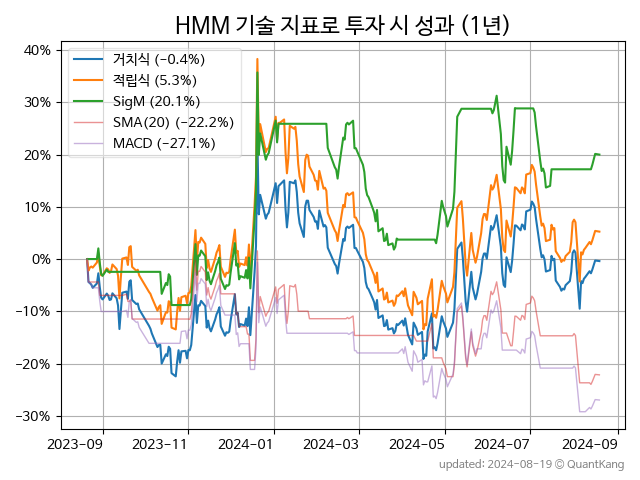 HMM 기술 지표로 투자 시 성과 (1년)
40%
30%
20%
10%
0%
−10%
−20%
−30%
거치식 (−0.4%)
적립식 (5.3%)
SigM (20.1%)
SMA(20) (−22.2%)
MACD (−27.1%)
2023-09
2023-11
2024-01
2024-03
2024-05
2024-07
2024-09
updated: 2024-08-19 © QuantKang